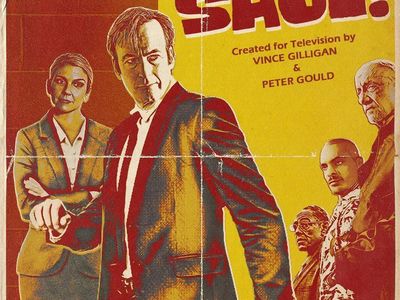 SAUL!
Created for Television by
VINCE GILLIGAN
&
PETER GOULD